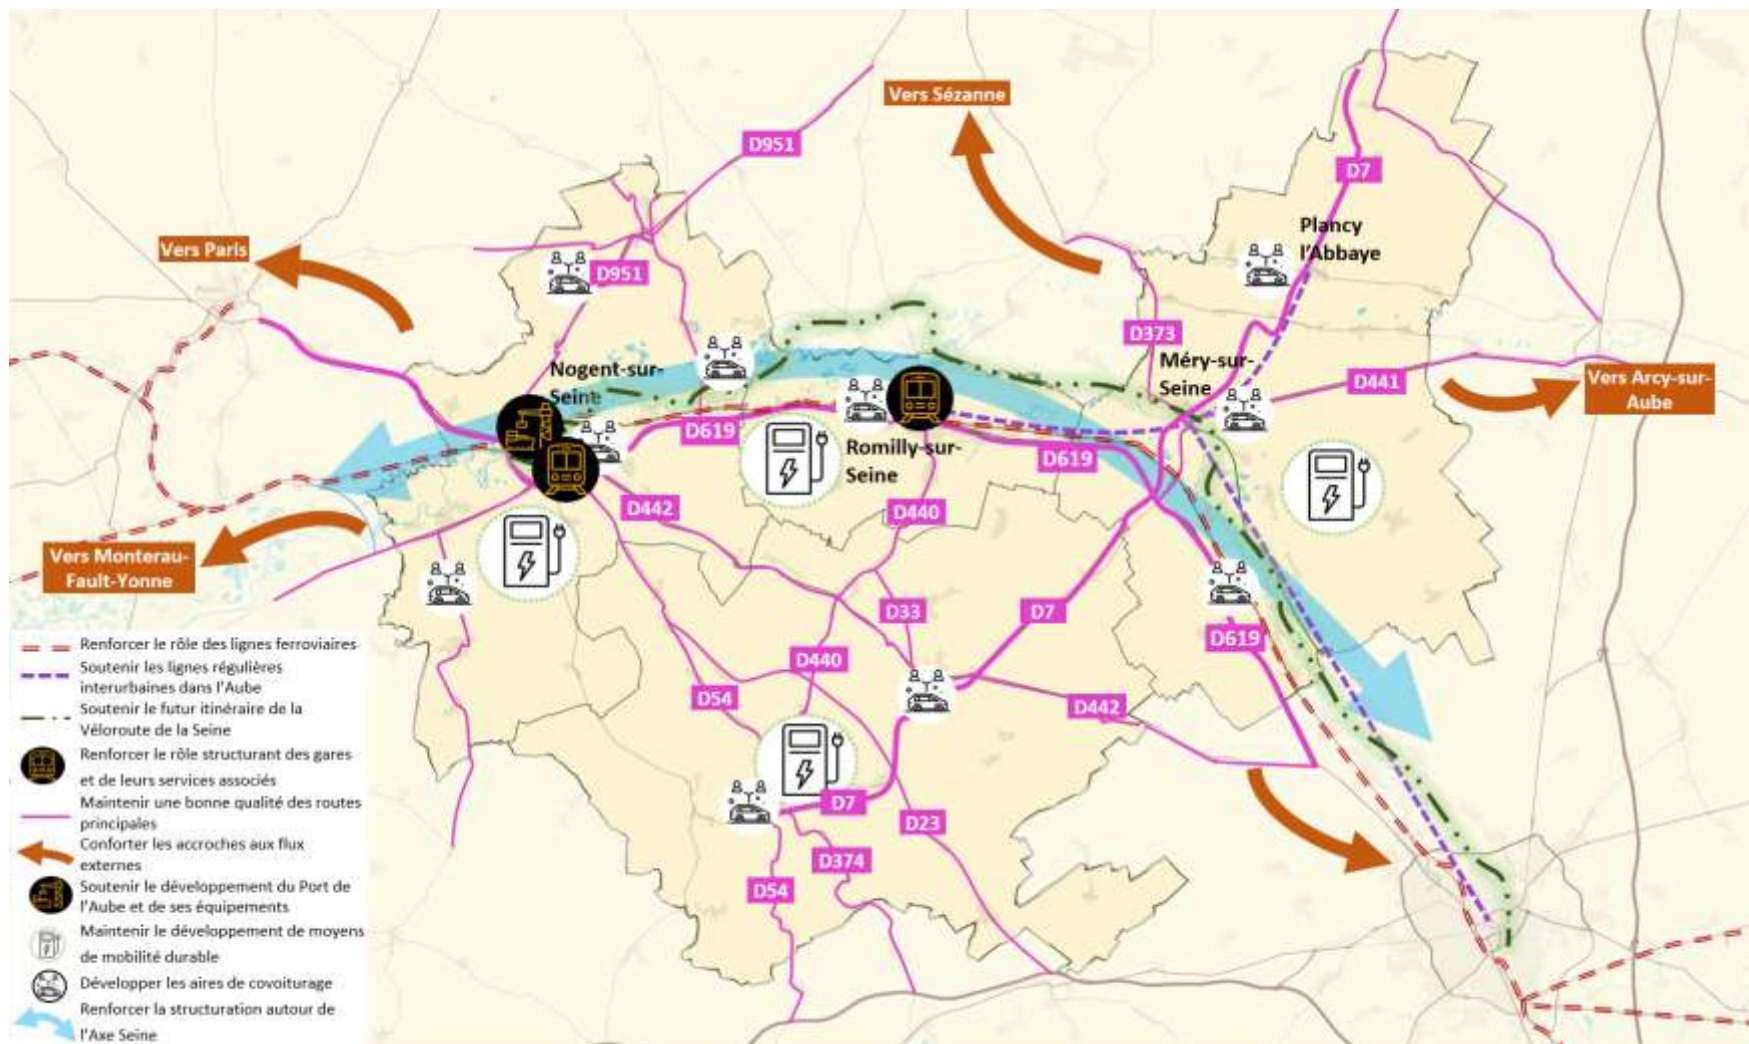 Vers Sézanne
D951
D7
Plancy
l'Abbaye
Vers Paris
D951
D373
Nogent-sur-
Seine
Méry-sur-
Seine
D441
Vers Arcy-sur-
Aube
D619
Romilly-sur-
Seine
D619
D442
D440
Vers Monterau-
Fault-Yonne
D33
D7
D619
D440
D54
D442
D7
D23
D374
D54
Renforcer le rôle des lignes ferroviaires
Soutenir les lignes régulières
interurbaines dans l'Aube
Soutenir le futur itinéraire de la
Véloroute de la Seine
Renforcer le rôle structurant des gares
et de leurs services associés
Maintenir une bonne qualité des routes
principales
Conforter les accroches aux flux
externes
Soutenir le développement du Port de
l'Aube et de ses équipements
Maintenir le développement de moyens
de mobilité durable
Développer les aires de covoiturage
Renforcer la structuration autour de
l'Axe Seine